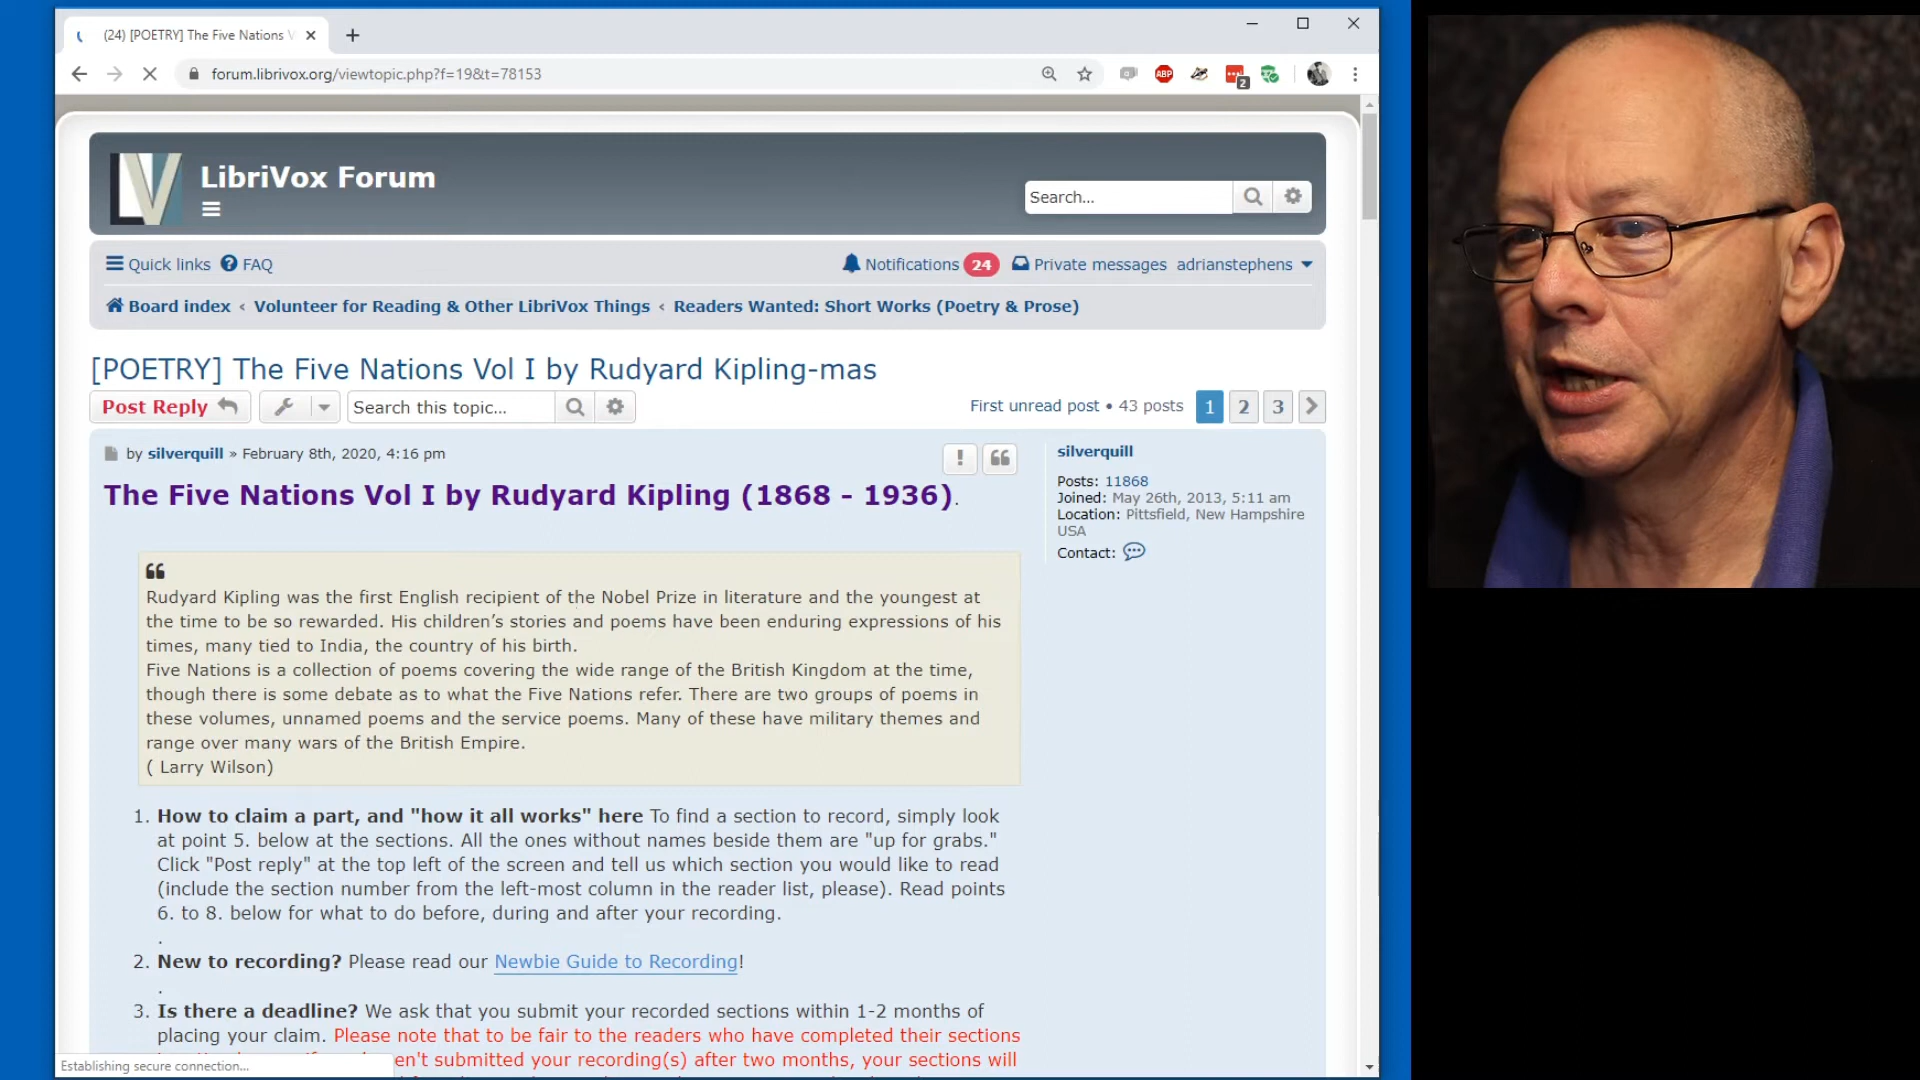 (24) [POETRY] The Five Nations V
forum.librivox.org/viewtopic.php?f=19&t=78153
ABP
2
LibriVox Forum
Search...
Quick links FAQ
Notifications 24 Private messages adrianstephens
Board index ‹ Volunteer for Reading & Other LibriVox Things ‹ Readers Wanted: Short Works (Poetry & Prose)
[POETRY] The Five Nations Vol I by Rudyard Kipling-mas
Post Reply Search this topic... First unread post • 43 posts 1 2 3
by silverquill » February 8th, 2020, 4:16 pm
The Five Nations Vol I by Rudyard Kipling (1868 - 1936).
silverquill
Posts: 11868
Joined: May 26th, 2013, 5:11 am
Location: Pittsfield, New Hampshire
USA
Contact:
Rudyard Kipling was the first English recipient of the Nobel Prize in literature and the youngest at
the time to be so rewarded. His children's stories and poems have been enduring expressions of his
times, many tied to India, the country of his birth.
Five Nations is a collection of poems covering the wide range of the British Kingdom at the time,
though there is some debate as to what the Five Nations refer. There are two groups of poems in
these volumes, unnamed poems and the service poems. Many of these have military themes and
range over many wars of the British Empire.
( Larry Wilson)
1. How to claim a part, and "how it all works" here To find a section to record, simply look
at point 5. below at the sections. All the ones without names beside them are "up for grabs."
Click "Post reply" at the top left of the screen and tell us which section you would like to read
(include the section number from the left-most column in the reader list, please). Read points
6. to 8. below for what to do before, during and after your recording.
.
2. New to recording? Please read our Newbie Guide to Recording!
.
3. Is there a deadline? We ask that you submit your recorded sections within 1-2 months of
placing your claim. Please note that to be fair to the readers who have completed their sections
submitted your recording(s) after two months, your sections will
Establishing secure connection...